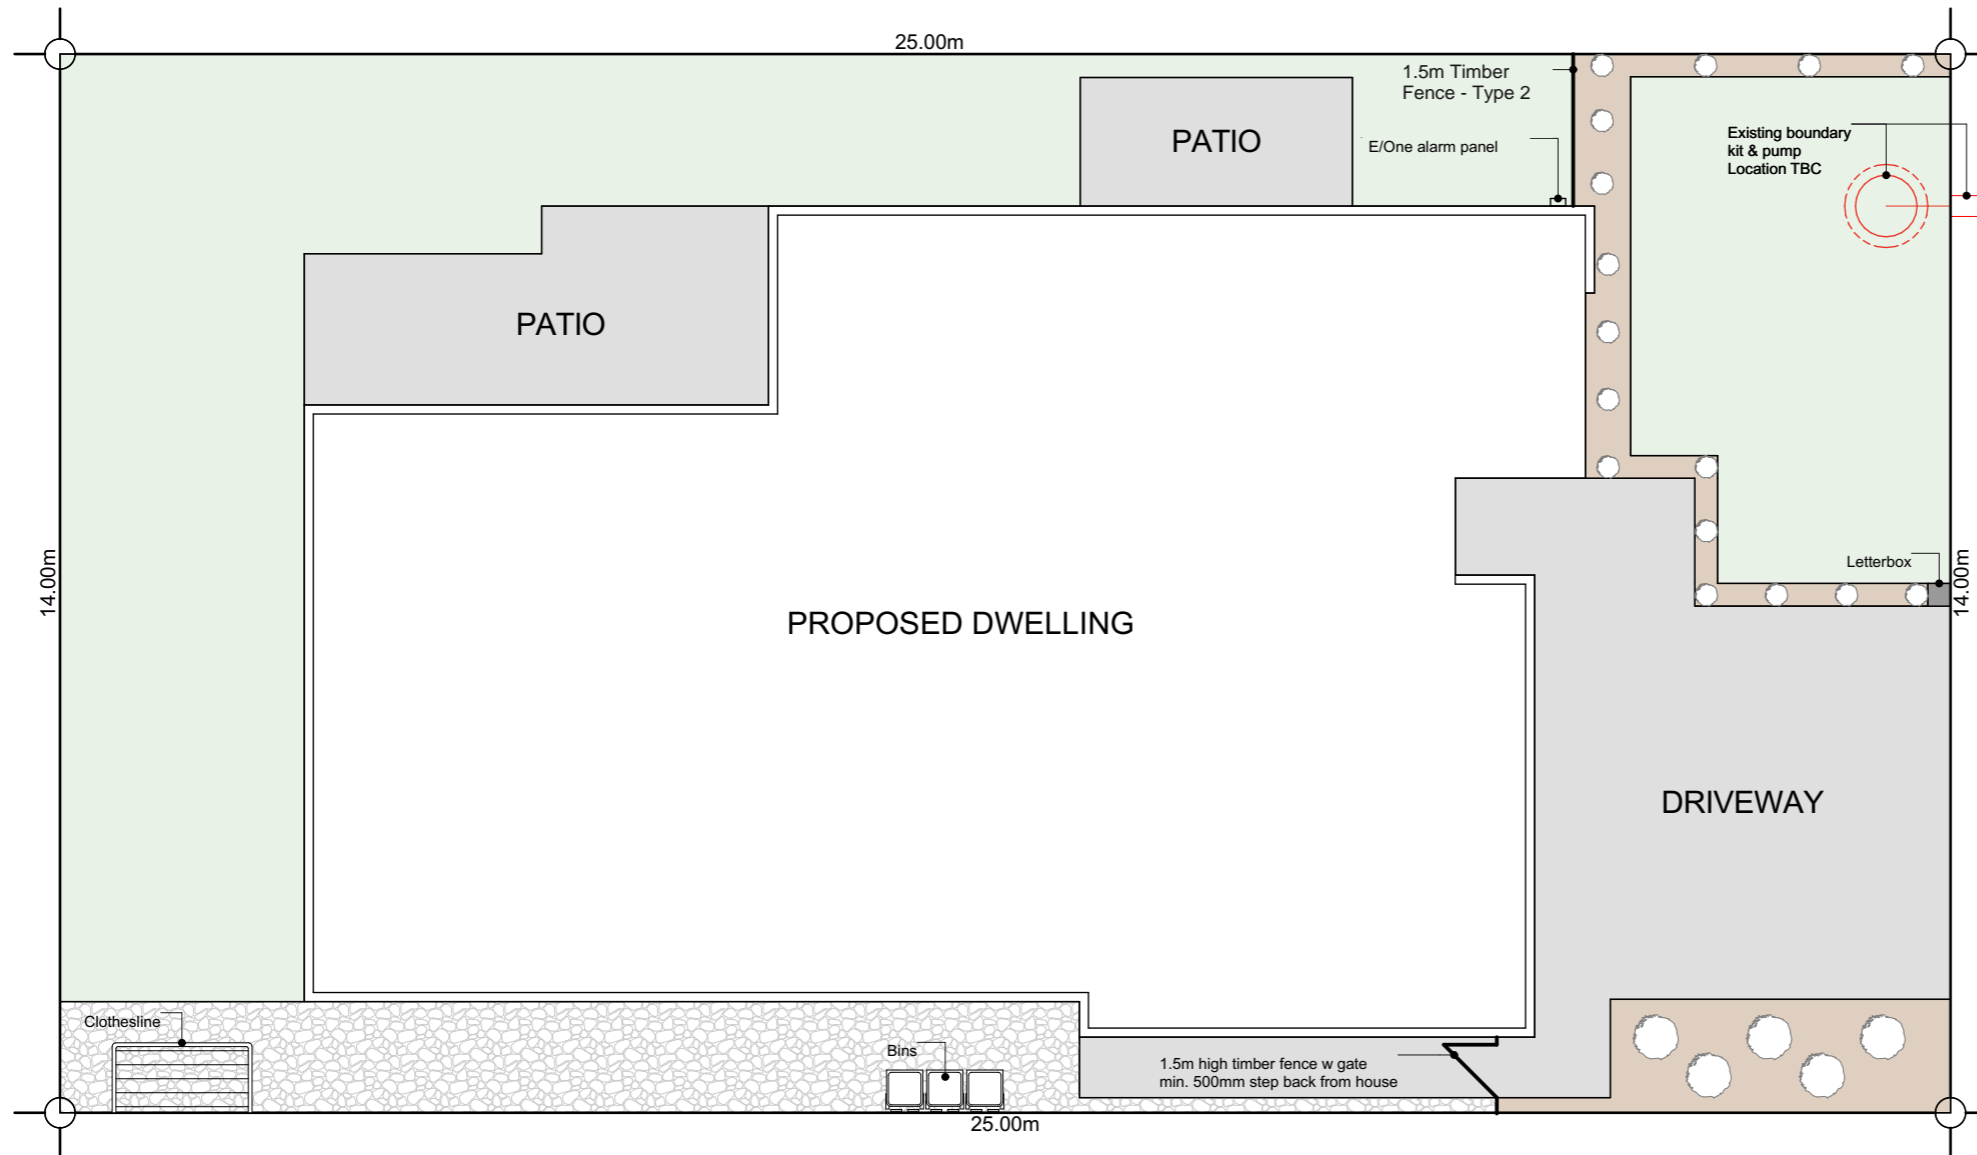 25.00m
1.5m Timber
Fence - Type 2
PATIO
E/One alarm panel
Existing boundary
kit & pump
Location TBC
PATIO
14.00m
PROPOSED DWELLING
Letterbox
14.00m
DRIVEWAY
Clothesline
Bins
1.5m high timber fence w gate
min. 500mm step back from house
25.00m